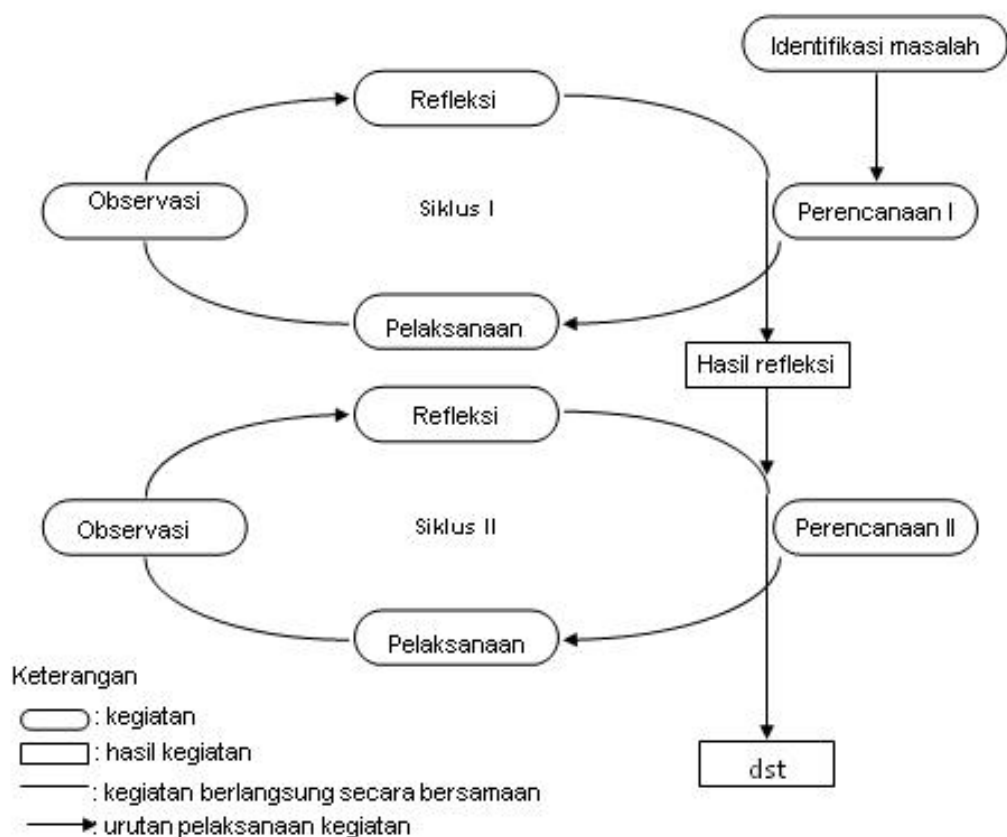 Identifikasi masalah
Refleksi
Observasi
Siklus I
Perencanaan I
Pelaksanaan
Hasil refleksi
Refleksi
Observasi
Siklus II
Perencanaan II
Pelaksanaan
Keterangan
: kegiatan
: hasil kegiatan
dst
: kegiatan berlangsung secara bersamaan
: urutan pelaksanaan kegiatan